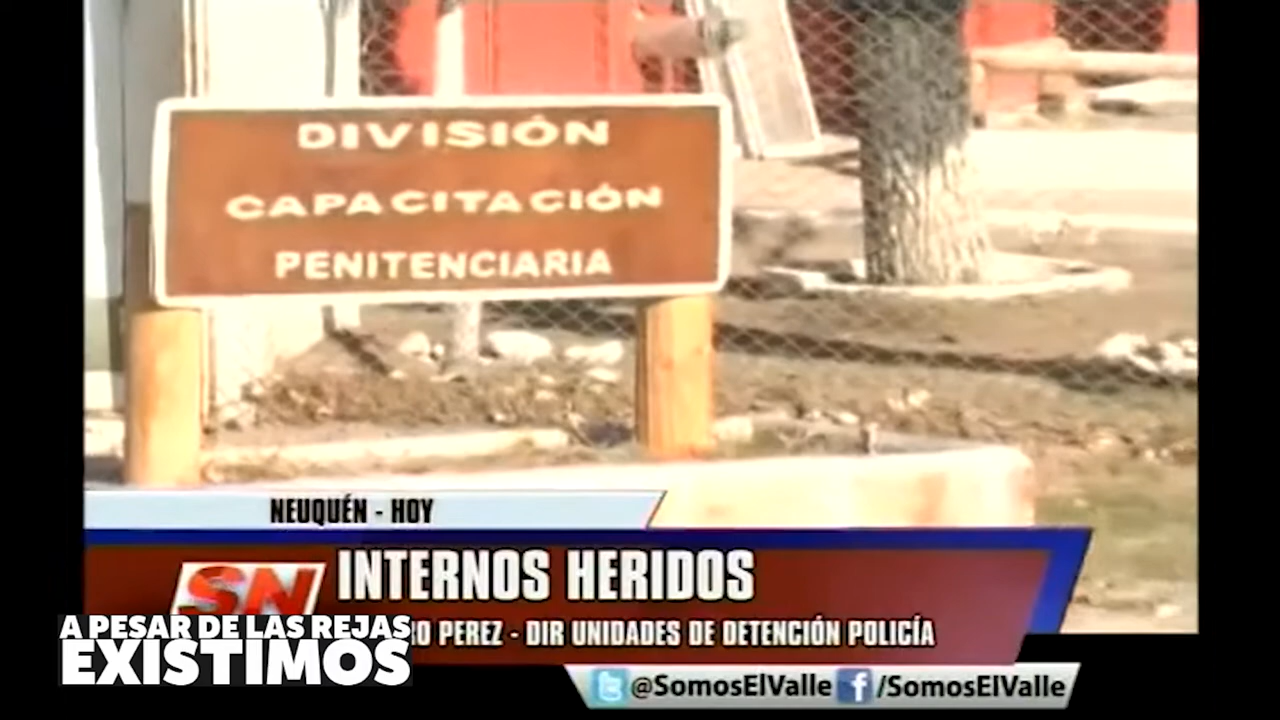 DIVISIÓN
CAPACITACIÓN
PENITENCIARIA
NEUQUÉN - HOY
SN
INTERNOS HERIDOS
PEREZ - DIR UNIDADES DE DETENCIÓN POLICÍA
A PESAR DE LAS REJAS
EXISTIMOS
@SomosElValle f /SomosElValle